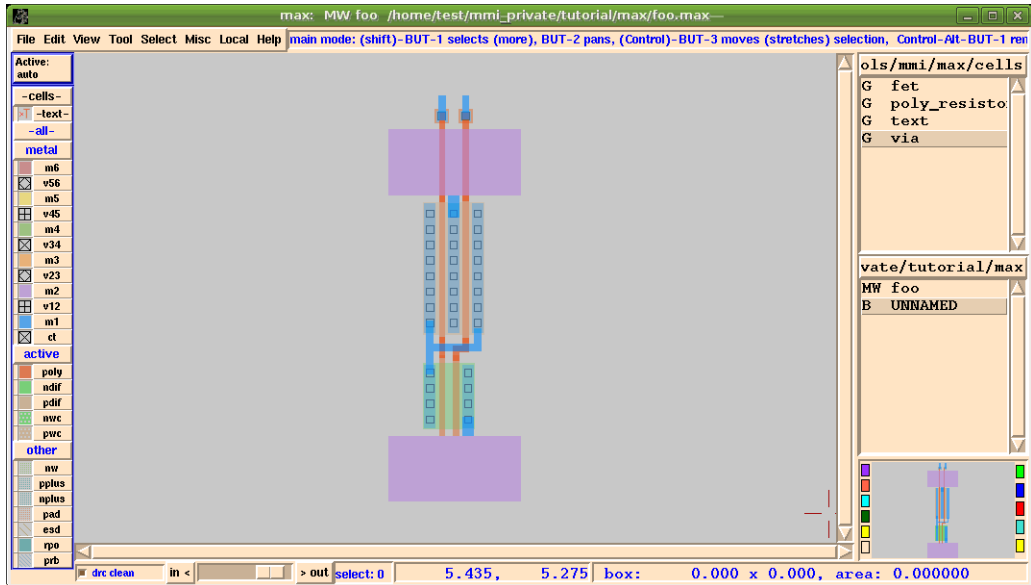 max: MW foo /home/test/mmi_private/tutorial/max/foo.max—
File Edit View Tool Select Misc Local Help main mode: (shift)-BUT-1 selects (more), BUT-2 pans, (Control)-BUT-3 moves (stretches) selection, Control-Alt-BUT-1 ren
Active:
auto
-cells-
-text-
-all-
metal
m6
v56
m5
v45
m4
v34
m3
v23
m2
v12
m1
ct
active
poly
ndif
pdif
nwc
pwc
other
nw
pplus
nplus
pad
esd
rpo
prb
ols/mmi/max/cells
G fet
G poly_resisto
G text
G via
vate/tutorial/max
MW foo
B UNNAMED
drc clean in < > out select: 0 5.435, 5.275 box: 0.000 x 0.000, area: 0.000000